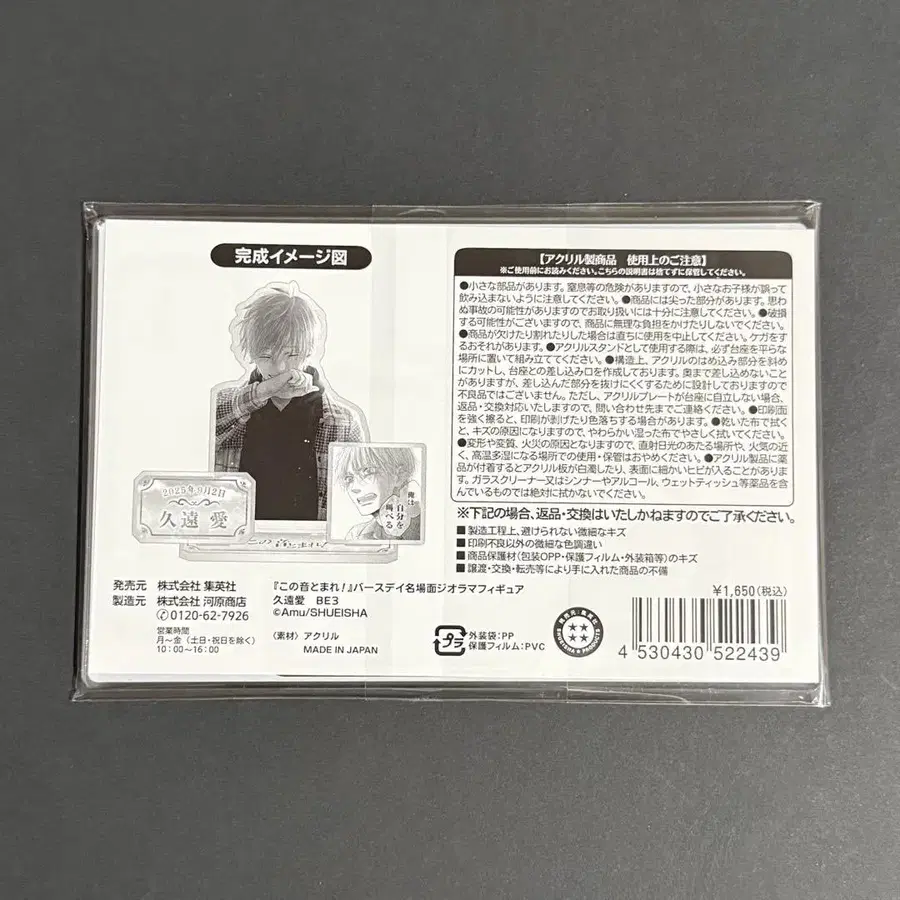 完成イメージ図
2025年9月2日
久遠 愛
俺は
自分を
叫べる
この音とまれ!
発売元 株式会社 集英社
製造元 株式会社 河原商店
✆0120-62-7926
営業時間
月〜金(土日・祝日を除く)
10:00〜16:00
『この音とまれ!』バースデイ名場面ジオラマフィギュア
久遠愛 BE3
©Amu/SHUEISHA
〈素材〉アクリル
MADE IN JAPAN
【アクリル製商品 使用上のご注意】
※ご使用前にお読みください。こちらの説明書は捨てずに保管してください。
●小さな部品があります。窒息等の危険がありますので、小さなお子様が誤って
飲み込まないように注意してください。●商品には尖った部分があります。思わ
ぬ事故の可能性がありますのでお取り扱いには十分に注意してください。●破損
する可能性がございますので、商品に無理な負担をかけたりしないでください。
●商品が欠けたり割れたりした場合は直ちに使用を中止してください。ケガをす
るおそれがあります。●アクリルスタンドとして使用する際は、必ず台座を平らな
場所に置いて組み立ててください。●構造上、アクリルのはめ込み部分を斜め
にカットし、台座との差し込み口を作成しております。奥まで差し込めないこと
がありますが、差し込んだ部分を抜けにくくするために設計しておりますので
不良品ではございません。ただし、アクリルプレートが台座に自立しない場合、
返品・交換対応いたしますので、問い合わせ先までご連絡ください。●印刷面
を強く擦ると、印刷が剥げたり色落ちする場合があります。●乾いた布で拭く
と、キズの原因になりますので、やわらかい湿った布でやさしく拭いてください。
●変形や変質、火災の原因となりますので、直射日光のあたる場所や、火気の近
く、高温多湿になる場所での使用・保管はおやめください。●アクリル製品に薬
品が付着するとアクリル板が白濁したり、表面に細かいヒビが入ることがありま
す。ガラスクリーナー又はシンナーやアルコール、ウェットティッシュ等薬品を含
んでいるものでは絶対に拭かないでください。
※下記の場合、返品・交換はいたしかねますのでご了承ください。
■製造工程上、避けられない微細なキズ
■印刷不良以外の微細な色調違い
■商品保護材(包装OPP・保護フィルム・外装箱等)のキズ
■譲渡・交換・転売等により手に入れた商品の不備
¥1,650(税込)
プラ
外装袋:PP
保護フィルム:PVC
発売元:集英社
SHUEISHA PRODUCTS
4 530430 522439